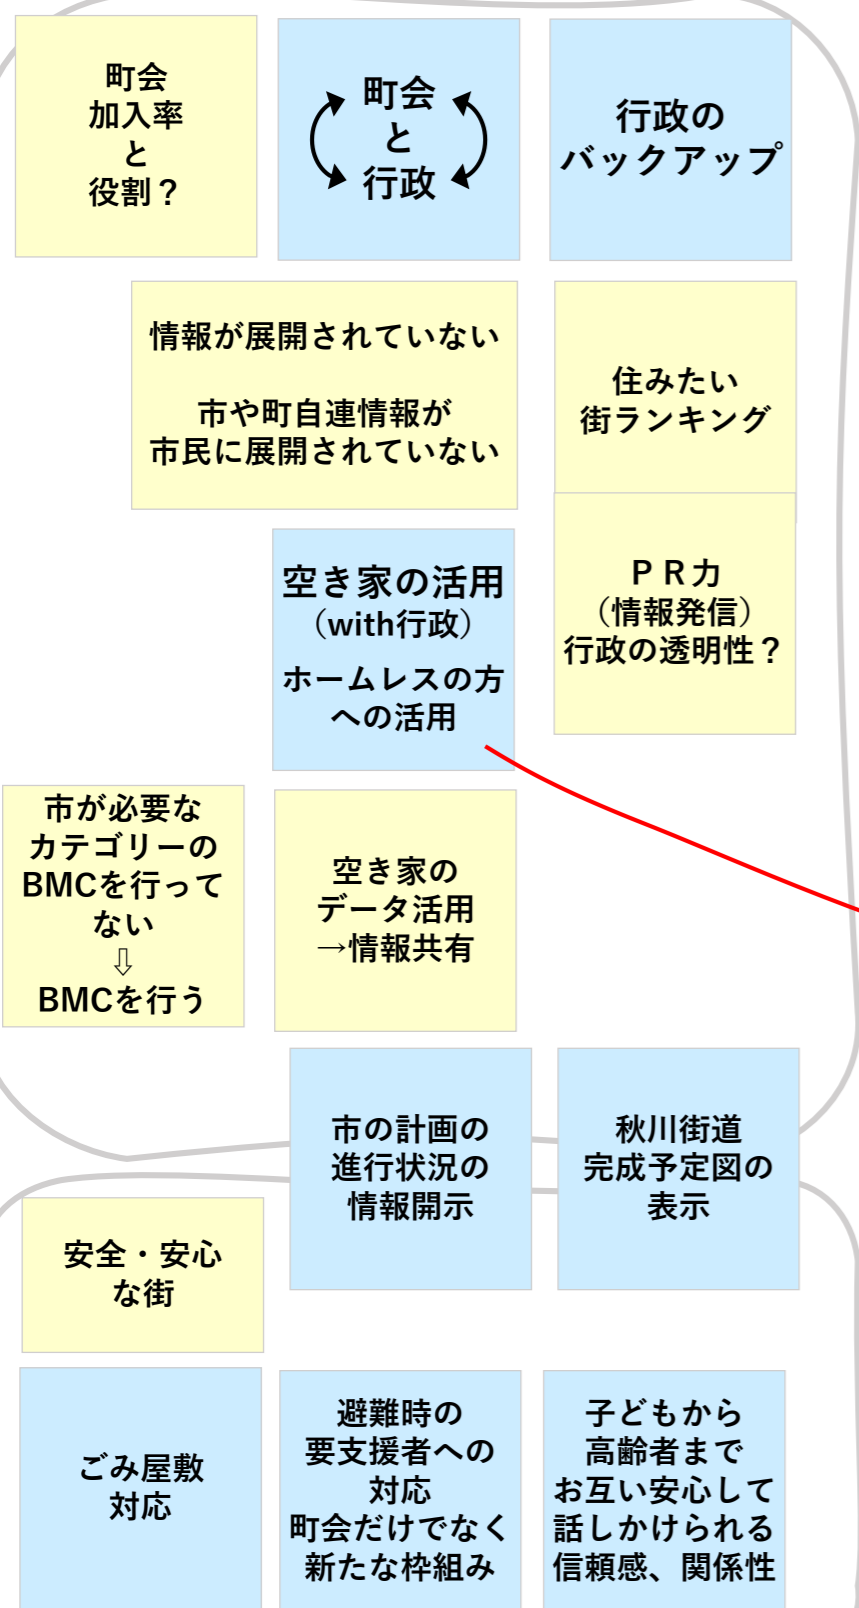 町会
加入率
と
役割？
町会
と
行政
行政の
バックアップ
情報が展開されていない
市や町自連情報が
市民に展開されていない
住みたい
街ランキング
ＰＲ力
（情報発信）
行政の透明性？
空き家の活用
（with行政）
ホームレスの方
への活用
市が必要な
カテゴリーの
BMCを行って
ない
⇩
BMCを行う
空き家の
データ活用
→情報共有
市の計画の
進行状況の
情報開示
秋川街道
完成予定図の
表示
安全・安心
な街
ごみ屋敷
対応
避難時の
要支援者への
対応
町会だけでなく
新たな枠組み
子どもから
高齢者まで
お互い安心して
話しかけられる
信頼感、関係性